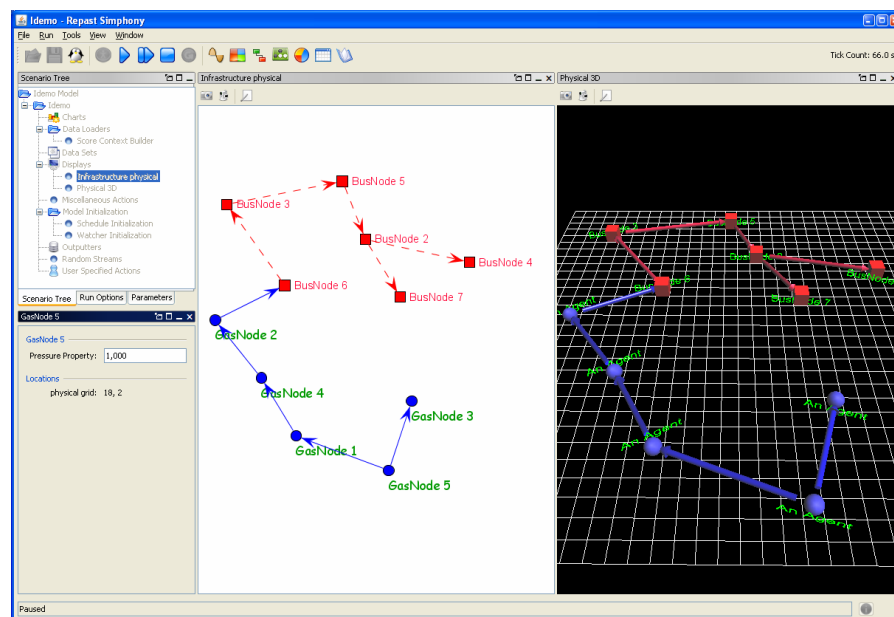 Idemo - Repast Simphony
File Run Tools View Window
Tick Count: 66.0 s
Scenario Tree
Infrastructure physical
Physical 3D
Idemo Model
Idemo
Charts
Data Loaders
Score Context Builder
Data Sets
Displays
Infrastructure physical
Physical 3D
Miscellaneous Actions
Model Initialization
Schedule Initialization
Watcher Initialization
Outputters
Random Streams
User Specified Actions
Scenario Tree Run Options Parameters
GasNode 5
GasNode 5
Pressure Property: 1,000
Locations
physical grid: 18, 2
BusNode 5
BusNode 3
BusNode 2
BusNode 4
BusNode 6
BusNode 7
GasNode 2
GasNode 4
GasNode 3
GasNode 1
GasNode 5
BusNode 7
An Agent
An Agent
An Agent
An Agent
An Agent
Paused